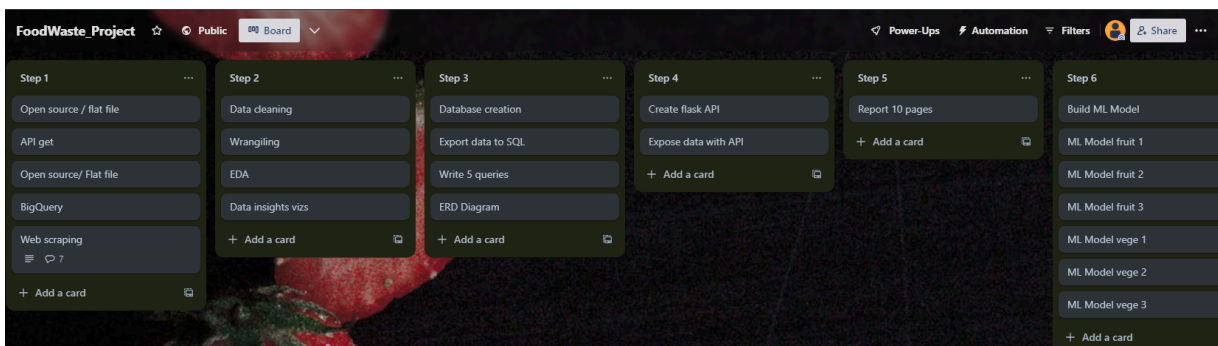 FoodWaste_Project
Public
Board
Power-Ups
Automation
Filters
Share
Step 1
Open source / flat file
API get
Open source/ Flat file
BigQuery
Web scraping
7
+ Add a card
Step 2
Data cleaning
Wrangiling
EDA
Data insights vizs
+ Add a card
Step 3
Database creation
Export data to SQL
Write 5 queries
ERD Diagram
+ Add a card
Step 4
Create flask API
Expose data with API
+ Add a card
Step 5
Report 10 pages
+ Add a card
Step 6
Build ML Model
ML Model fruit 1
ML Model fruit 2
ML Model fruit 3
ML Model vege 1
ML Model vege 2
ML Model vege 3
+ Add a card